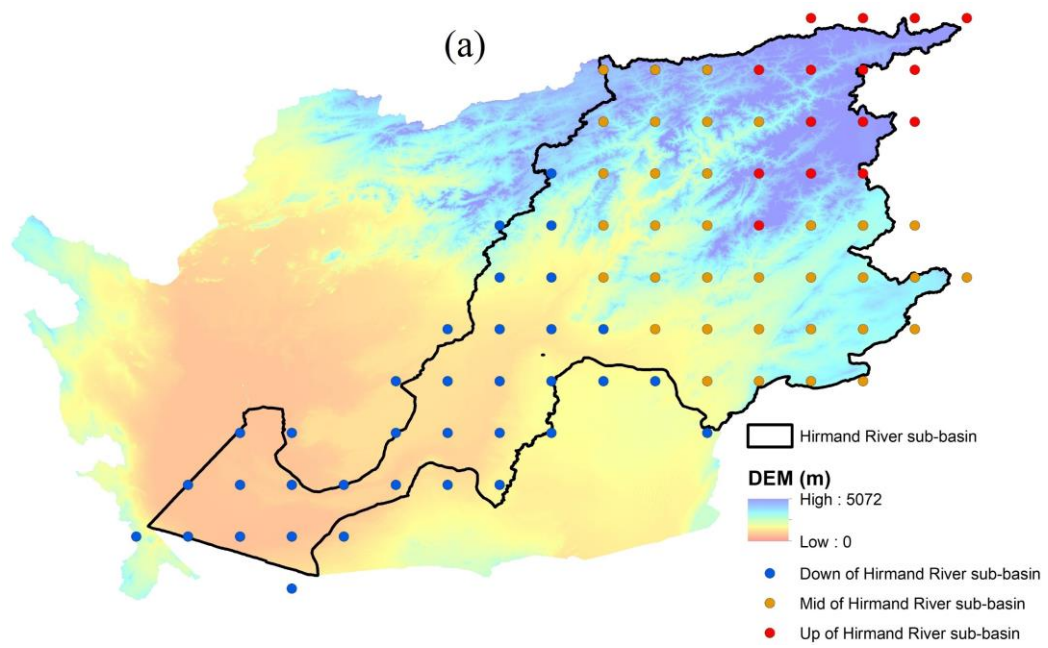 (a)
Hirmand River sub-basin
DEM (m)
High : 5072
Low : 0
Down of Hirmand River sub-basin
Mid of Hirmand River sub-basin
Up of Hirmand River sub-basin